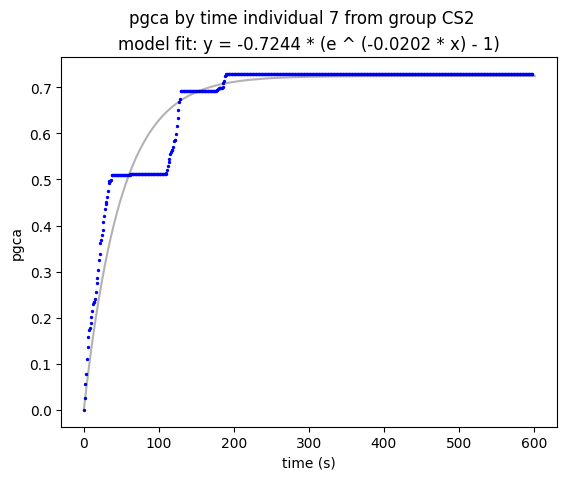 pgca by time individual 7 from group CS2
model fit: y = -0.7244 * (e ^ (-0.0202 * x) - 1)
0.7
0.6
0.5
0.4
0.3
0.2
0.1
0.0
pgca
0 100 200 300 400 500 600
time (s)